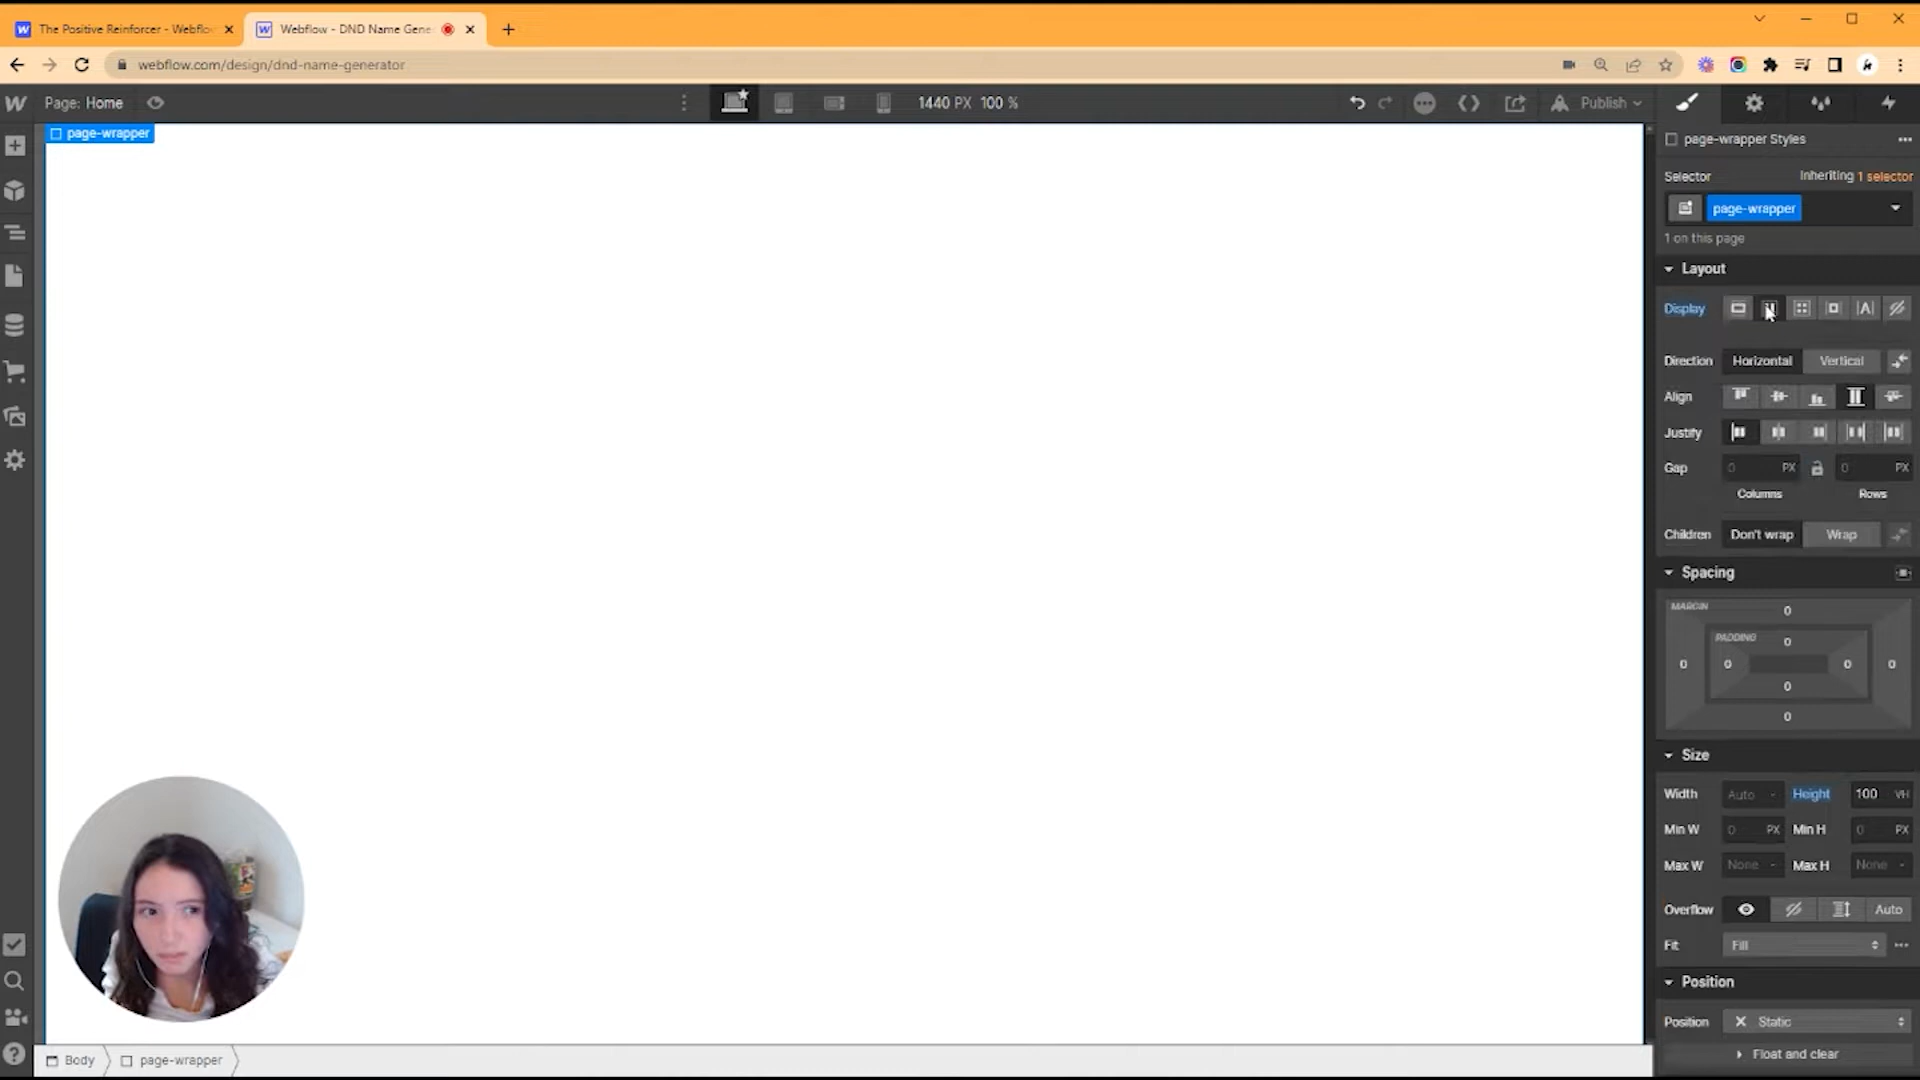 The Positive Reinforcer - Webflo
Webflow - DND Name Gene
webflow.com/design/dnd-name-generator
Page: Home
1440 PX 100 %
Publish
page-wrapper
page-wrapper Styles
Selector
Inheriting 1 selector
page-wrapper
1 on this page
Layout
Display
Direction
Horizontal
Vertical
Align
Justify
Gap
0 PX
0 PX
Columns
Rows
Children
Don't wrap
Wrap
Spacing
MARGIN
0
PADDING
0
0
0
0
0
0
0
Size
Width
Auto -
Height
100 VH
Min W
0 PX
Min H
0 PX
Max W
None -
Max H
None -
Overflow
Auto
Fit
Fill
Position
Position
Static
Float and clear
Body
page-wrapper